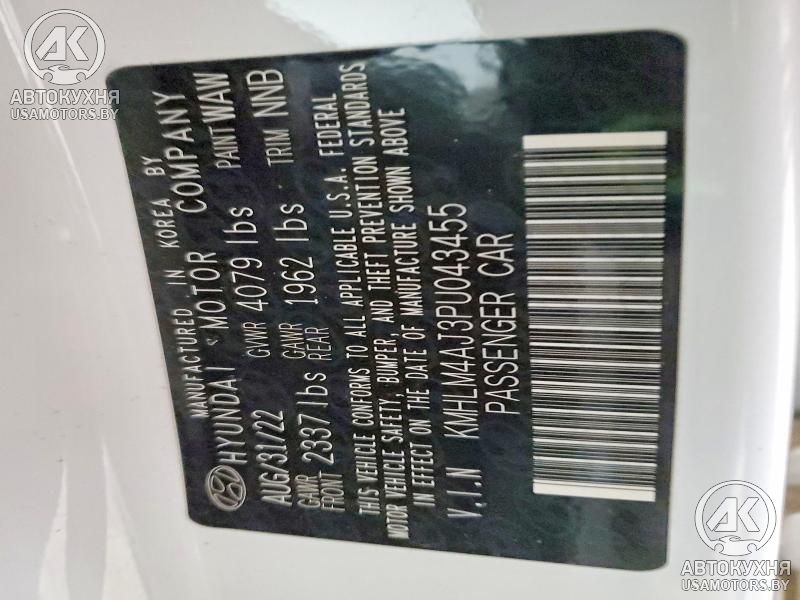 MANUFACTURED IN KOREA BY
HYUNDAI MOTOR COMPANY
AUG/31/22 GVWR 4079 lbs PAINT WAW
GAWR FRONT 2337 lbs GAWR REAR 1962 lbs TRIM NNB
THIS VEHICLE CONFORMS TO ALL APPLICABLE U.S.A. FEDERAL
MOTOR VEHICLE SAFETY, BUMPER, AND THEFT PREVENTION STANDARDS
IN EFFECT ON THE DATE OF MANUFACTURE SHOWN ABOVE
V.I.N KMHLM4AJ3PU043455
PASSENGER CAR
AK
АВТОКУХНЯ
USAMOTORS.BY
AK
АВТОКУХНЯ
USAMOTORS.BY